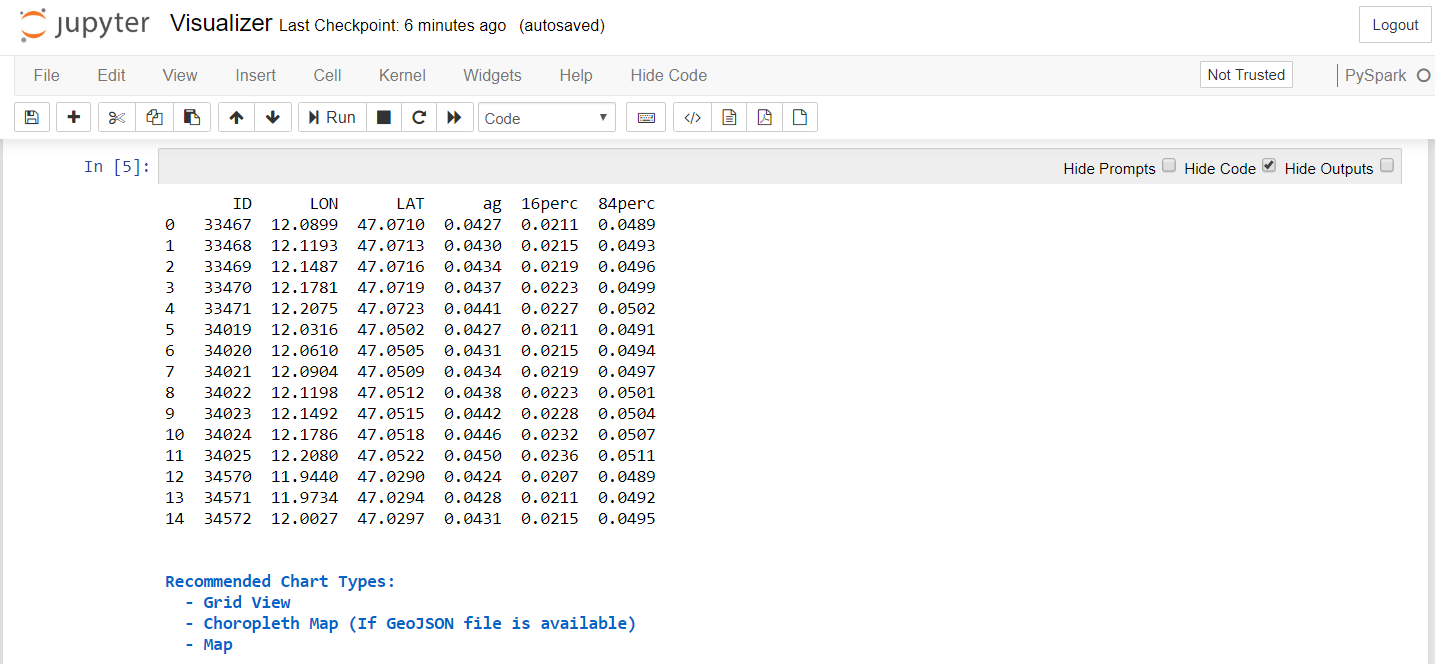 jupyter Visualizer Last Checkpoint: 6 minutes ago (autosaved) Logout
File Edit View Insert Cell Kernel Widgets Help Hide Code Not Trusted PySpark
Run Code
In [5]: Hide Prompts Hide Code Hide Outputs
ID LON LAT ag 16perc 84perc
0 33467 12.0899 47.0710 0.0427 0.0211 0.0489
1 33468 12.1193 47.0713 0.0430 0.0215 0.0493
2 33469 12.1487 47.0716 0.0434 0.0219 0.0496
3 33470 12.1781 47.0719 0.0437 0.0223 0.0499
4 33471 12.2075 47.0723 0.0441 0.0227 0.0502
5 34019 12.0316 47.0502 0.0427 0.0211 0.0491
6 34020 12.0610 47.0505 0.0431 0.0215 0.0494
7 34021 12.0904 47.0509 0.0434 0.0219 0.0497
8 34022 12.1198 47.0512 0.0438 0.0223 0.0501
9 34023 12.1492 47.0515 0.0442 0.0228 0.0504
10 34024 12.1786 47.0518 0.0446 0.0232 0.0507
11 34025 12.2080 47.0522 0.0450 0.0236 0.0511
12 34570 11.9440 47.0290 0.0424 0.0207 0.0489
13 34571 11.9734 47.0294 0.0428 0.0211 0.0492
14 34572 12.0027 47.0297 0.0431 0.0215 0.0495
Recommended Chart Types:
- Grid View
- Choropleth Map (If GeoJSON file is available)
- Map